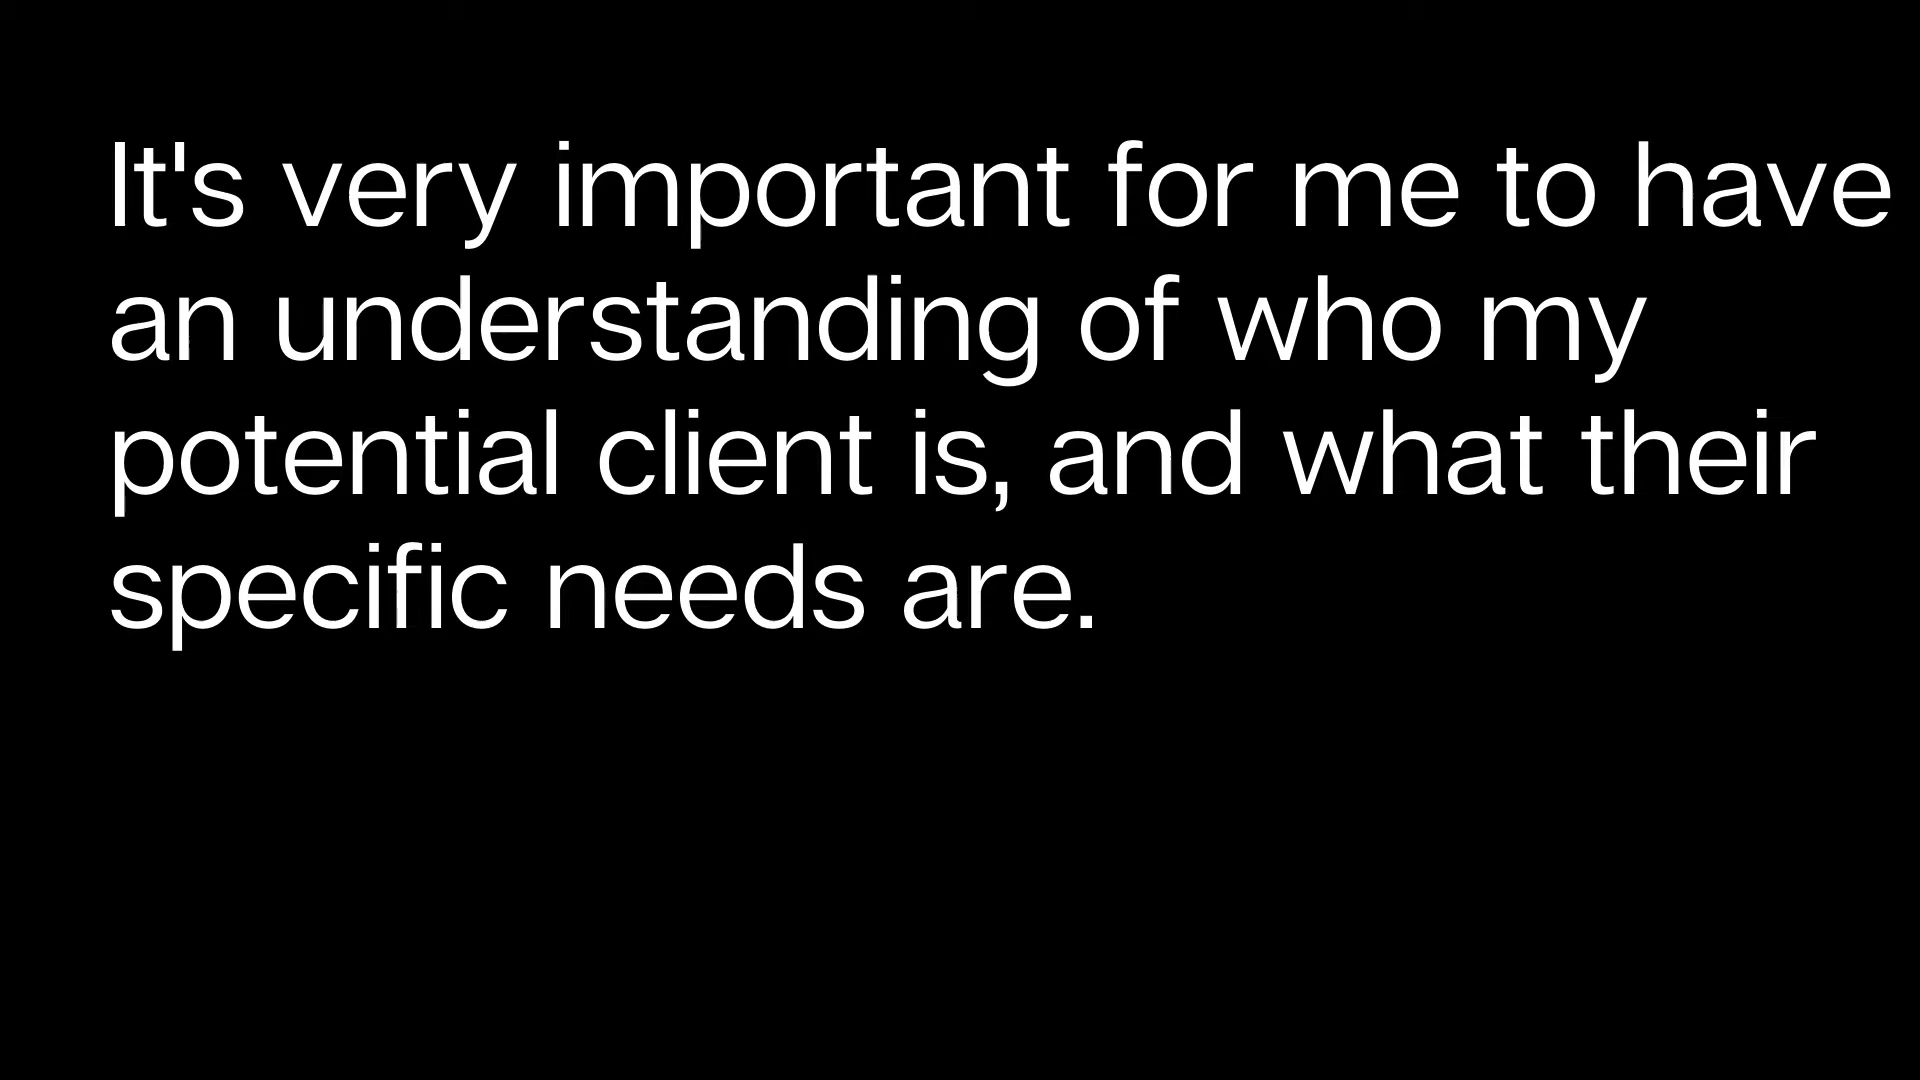 It's very important for me to have
an understanding of who my
potential client is, and what their
specific needs are.